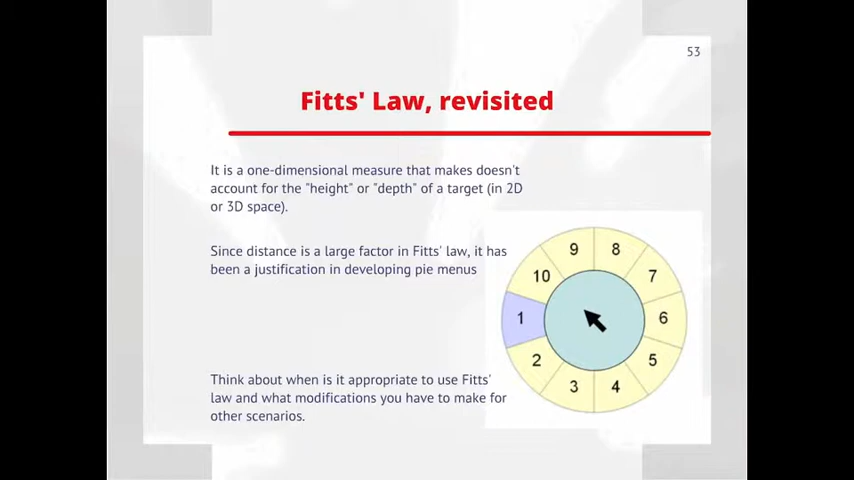 53
Fitts' Law, revisited
It is a one-dimensional measure that makes doesn't
account for the "height" or "depth" of a target (in 2D
or 3D space).
Since distance is a large factor in Fitts' law, it has
been a justification in developing pie menus
9
8
10
7
1
6
2
5
3
4
Think about when is it appropriate to use Fitts'
law and what modifications you have to make for
other scenarios.